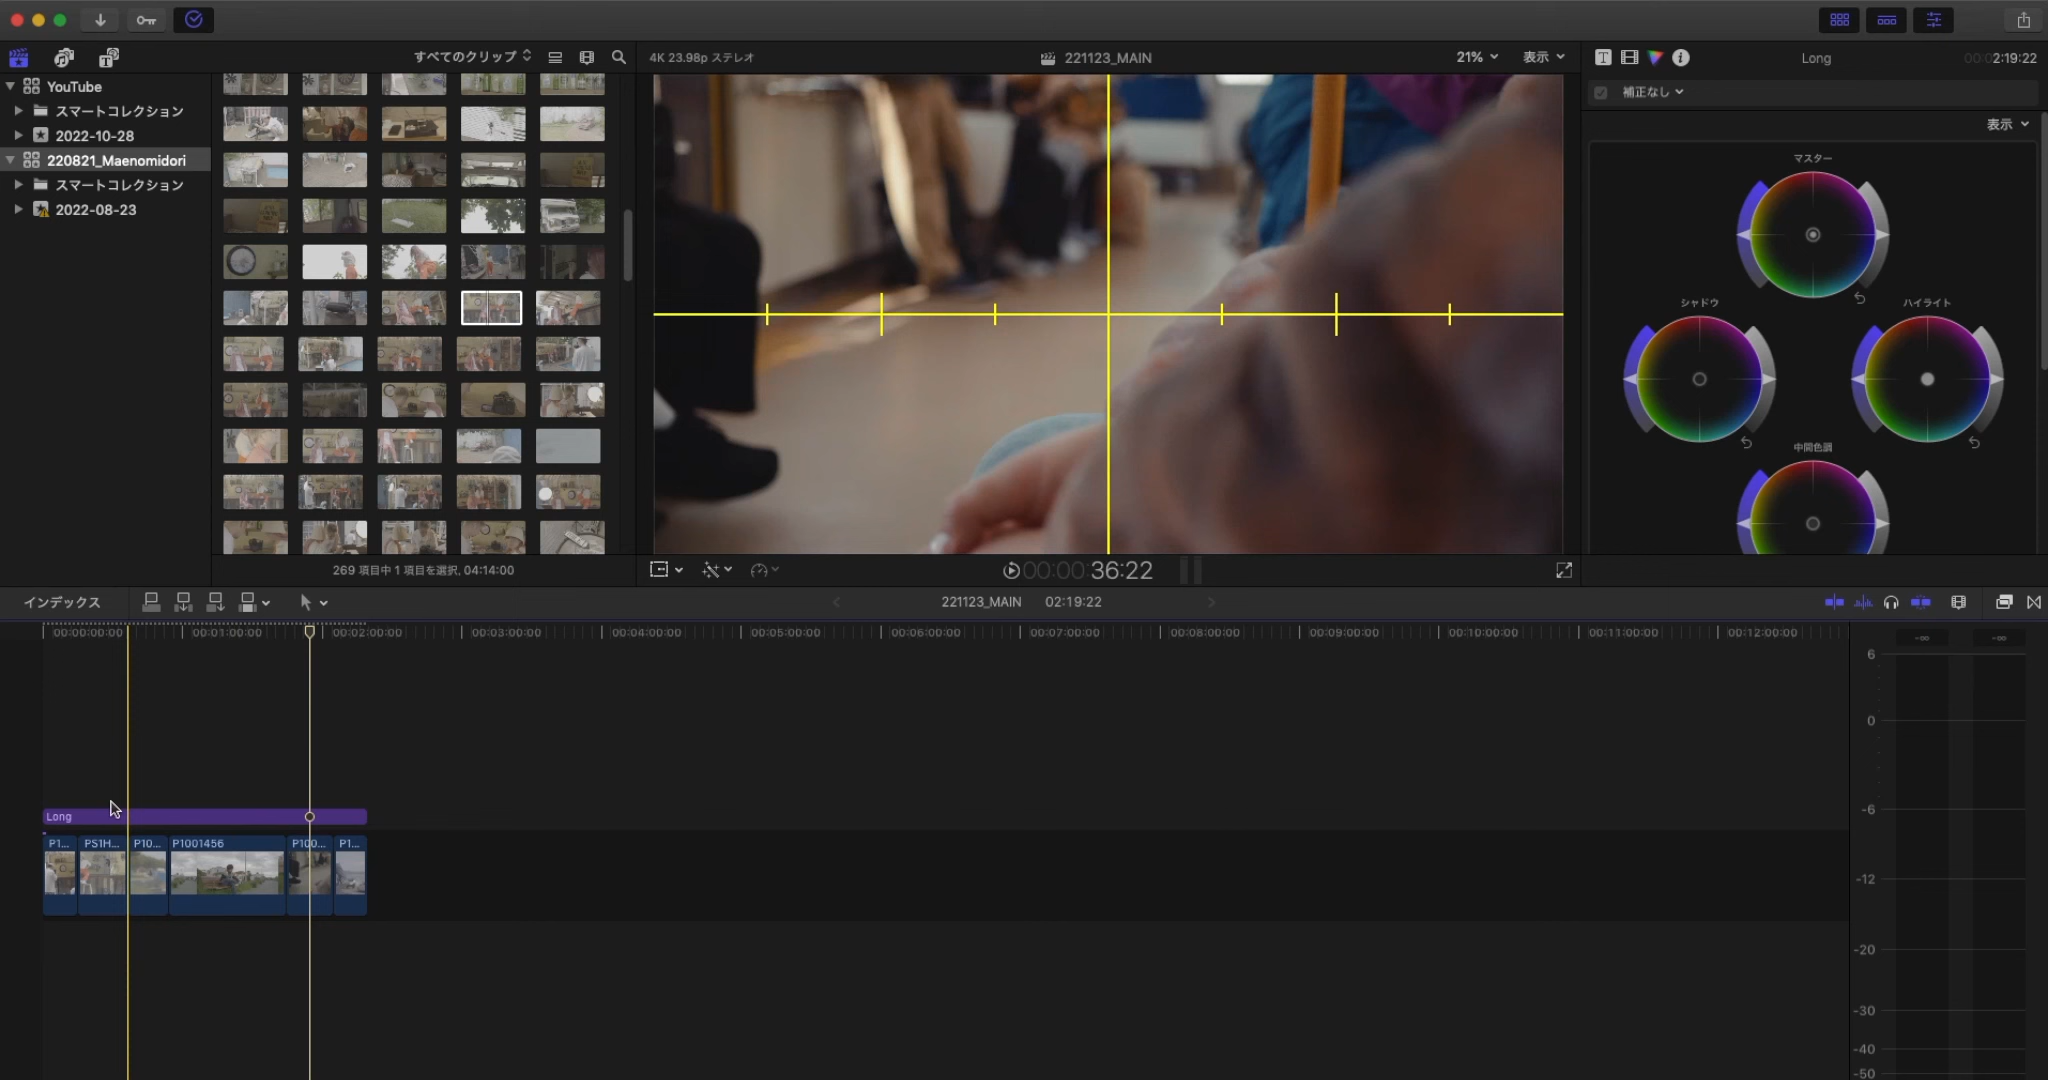 すべてのクリップ
4K 23.98p ステレオ
221123_MAIN
21%
表示
Long
00:02:19:22
YouTube
スマートコレクション
2022-10-28
220821_Maenomidori
スマートコレクション
2022-08-23
補正なし
表示
マスター
シャドウ
ハイライト
中間色調
269 項目中 1 項目を選択, 04:14:00
00:00:00:36:22
インデックス
221123_MAIN
02:19:22
00:00:00:00
00:01:00:00
00:02:00:00
00:03:00:00
00:04:00:00
00:05:00:00
00:06:00:00
00:07:00:00
00:08:00:00
00:09:00:00
00:10:00:00
00:11:00:00
00:12:00:00
Long
P1...
PS1H...
P10...
P1001456
P100...
P1...
-∞
-∞
6
0
-6
-12
-20
-30
-40
-50